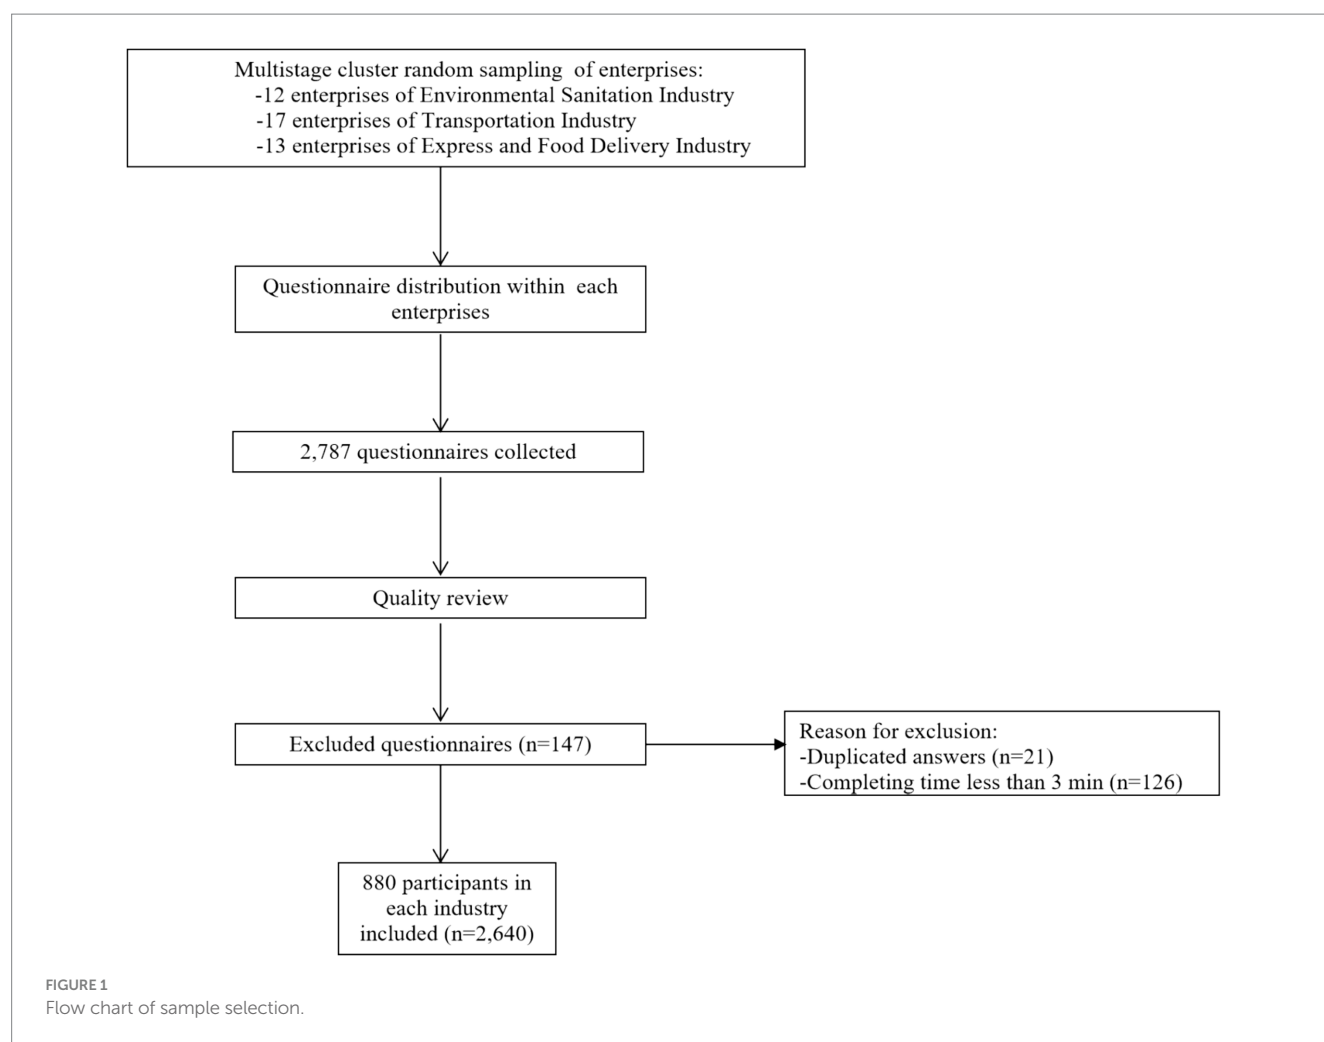 Multistage cluster random sampling of enterprises:
-12 enterprises of Environmental Sanitation Industry
-17 enterprises of Transportation Industry
-13 enterprises of Express and Food Delivery Industry
Questionnaire distribution within each
enterprises
2,787 questionnaires collected
Quality review
Excluded questionnaires (n=147)
Reason for exclusion:
-Duplicated answers (n=21)
-Completing time less than 3 min (n=126)
880 participants in
each industry
included (n=2,640)
FIGURE 1
Flow chart of sample selection.